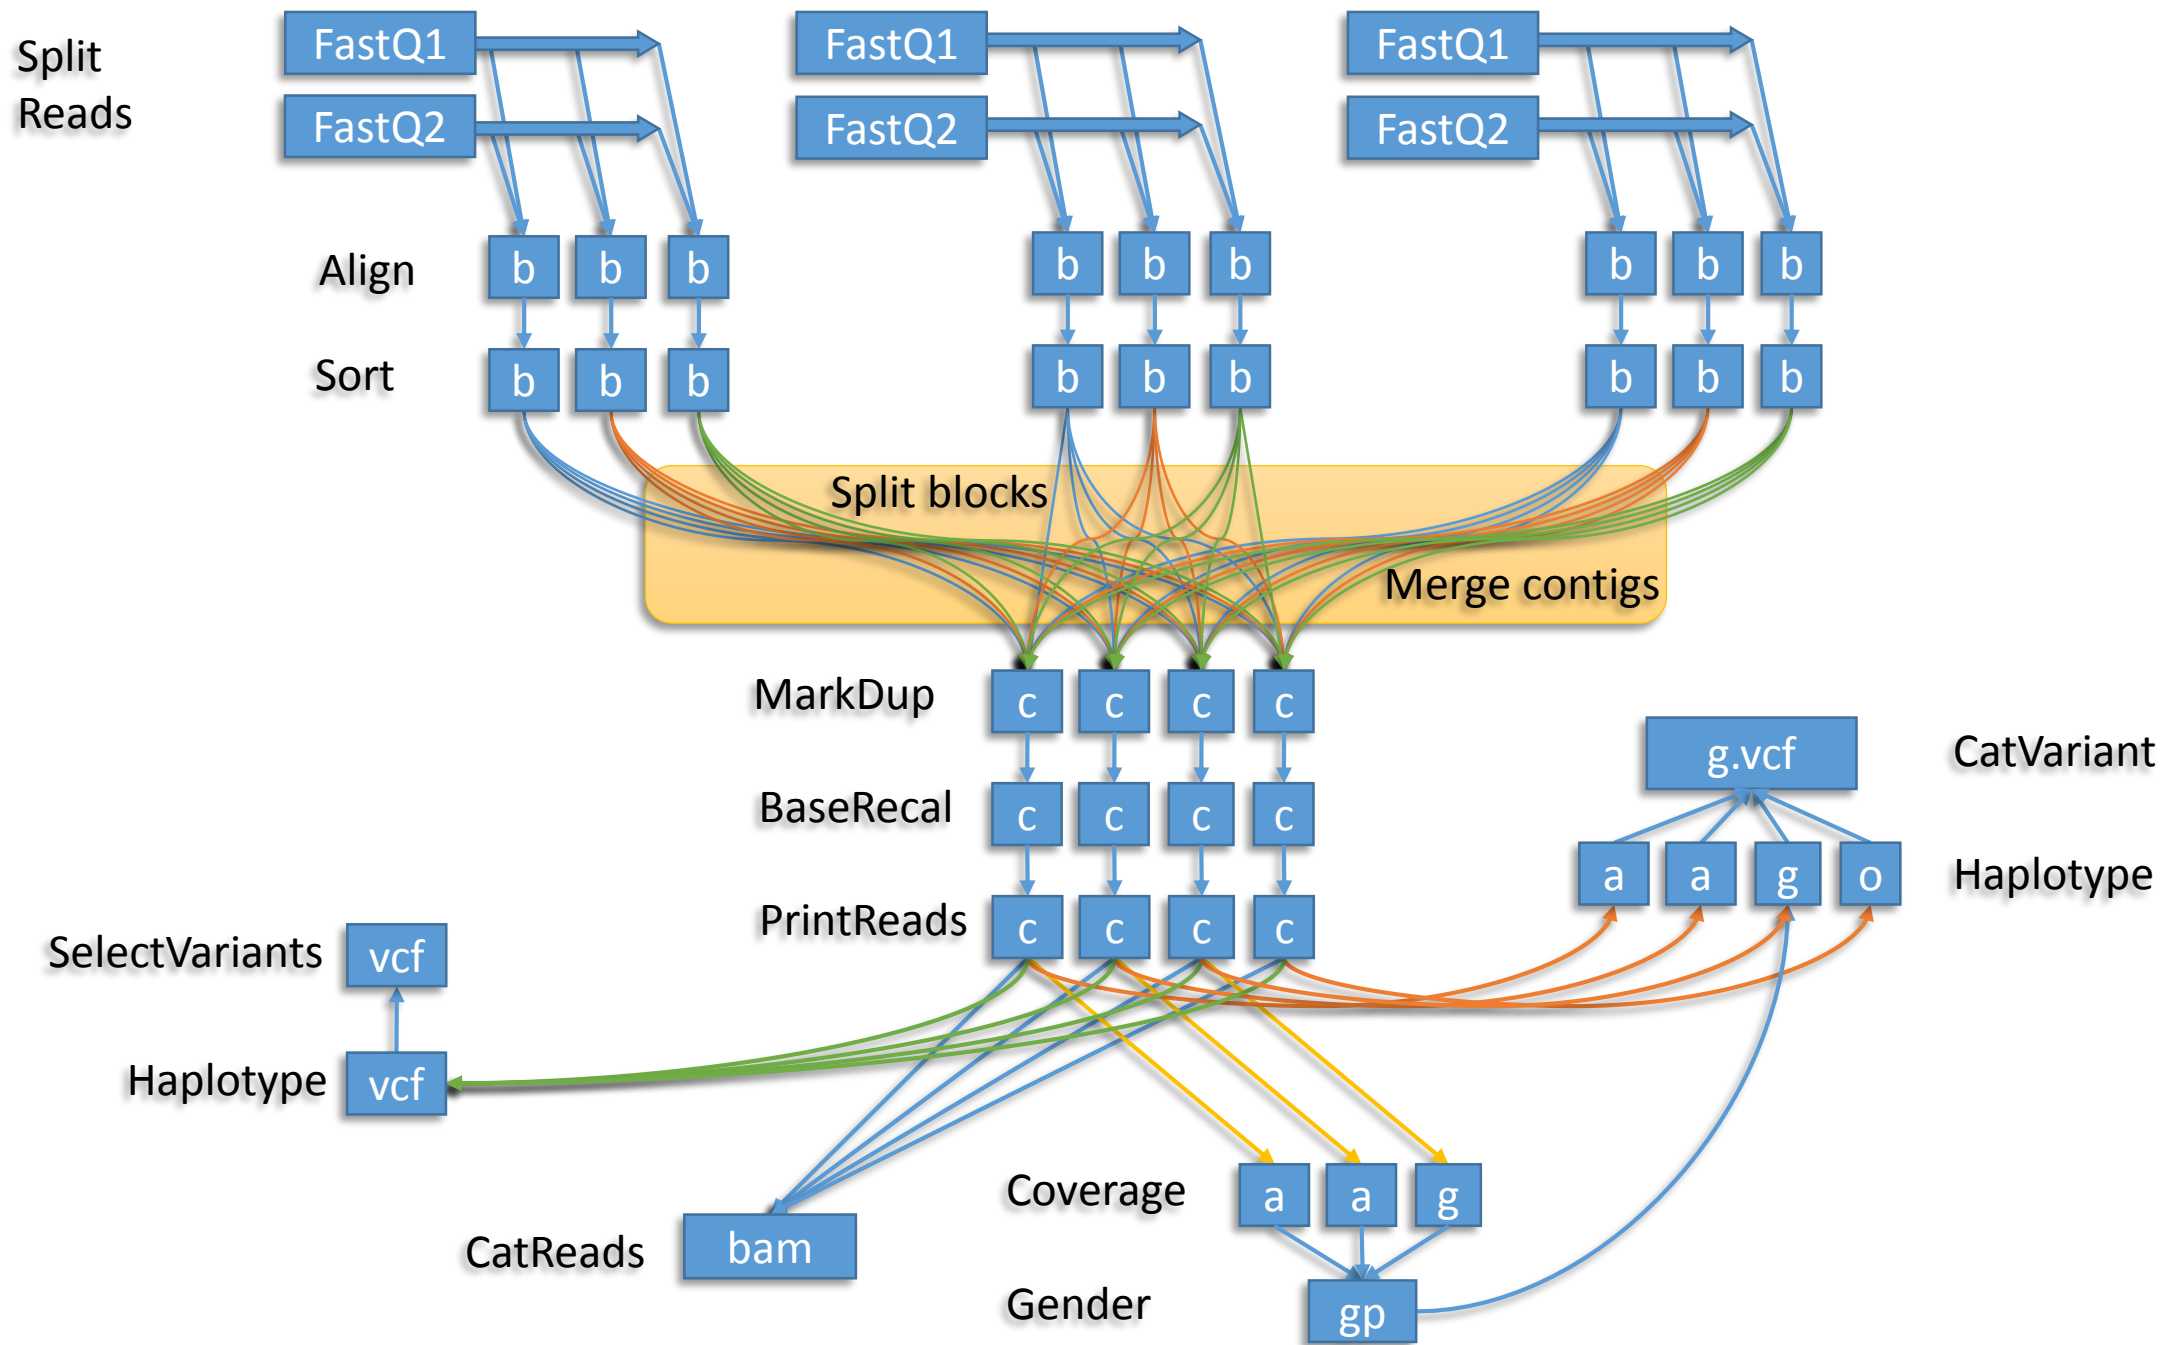 Split
Reads
FastQ1
FastQ1
FastQ1
FastQ2
FastQ2
FastQ2
Align
b b b
b b b
b b b
Sort
b b b
b b b
b b b
Split blocks
Merge contigs
MarkDup
c c c c
g.vcf
CatVariant
BaseRecal
c c c c
a a g o
Haplotype
PrintReads
c c c c
SelectVariants
vcf
Haplotype
vcf
Coverage
a a g
CatReads
bam
Gender
gp